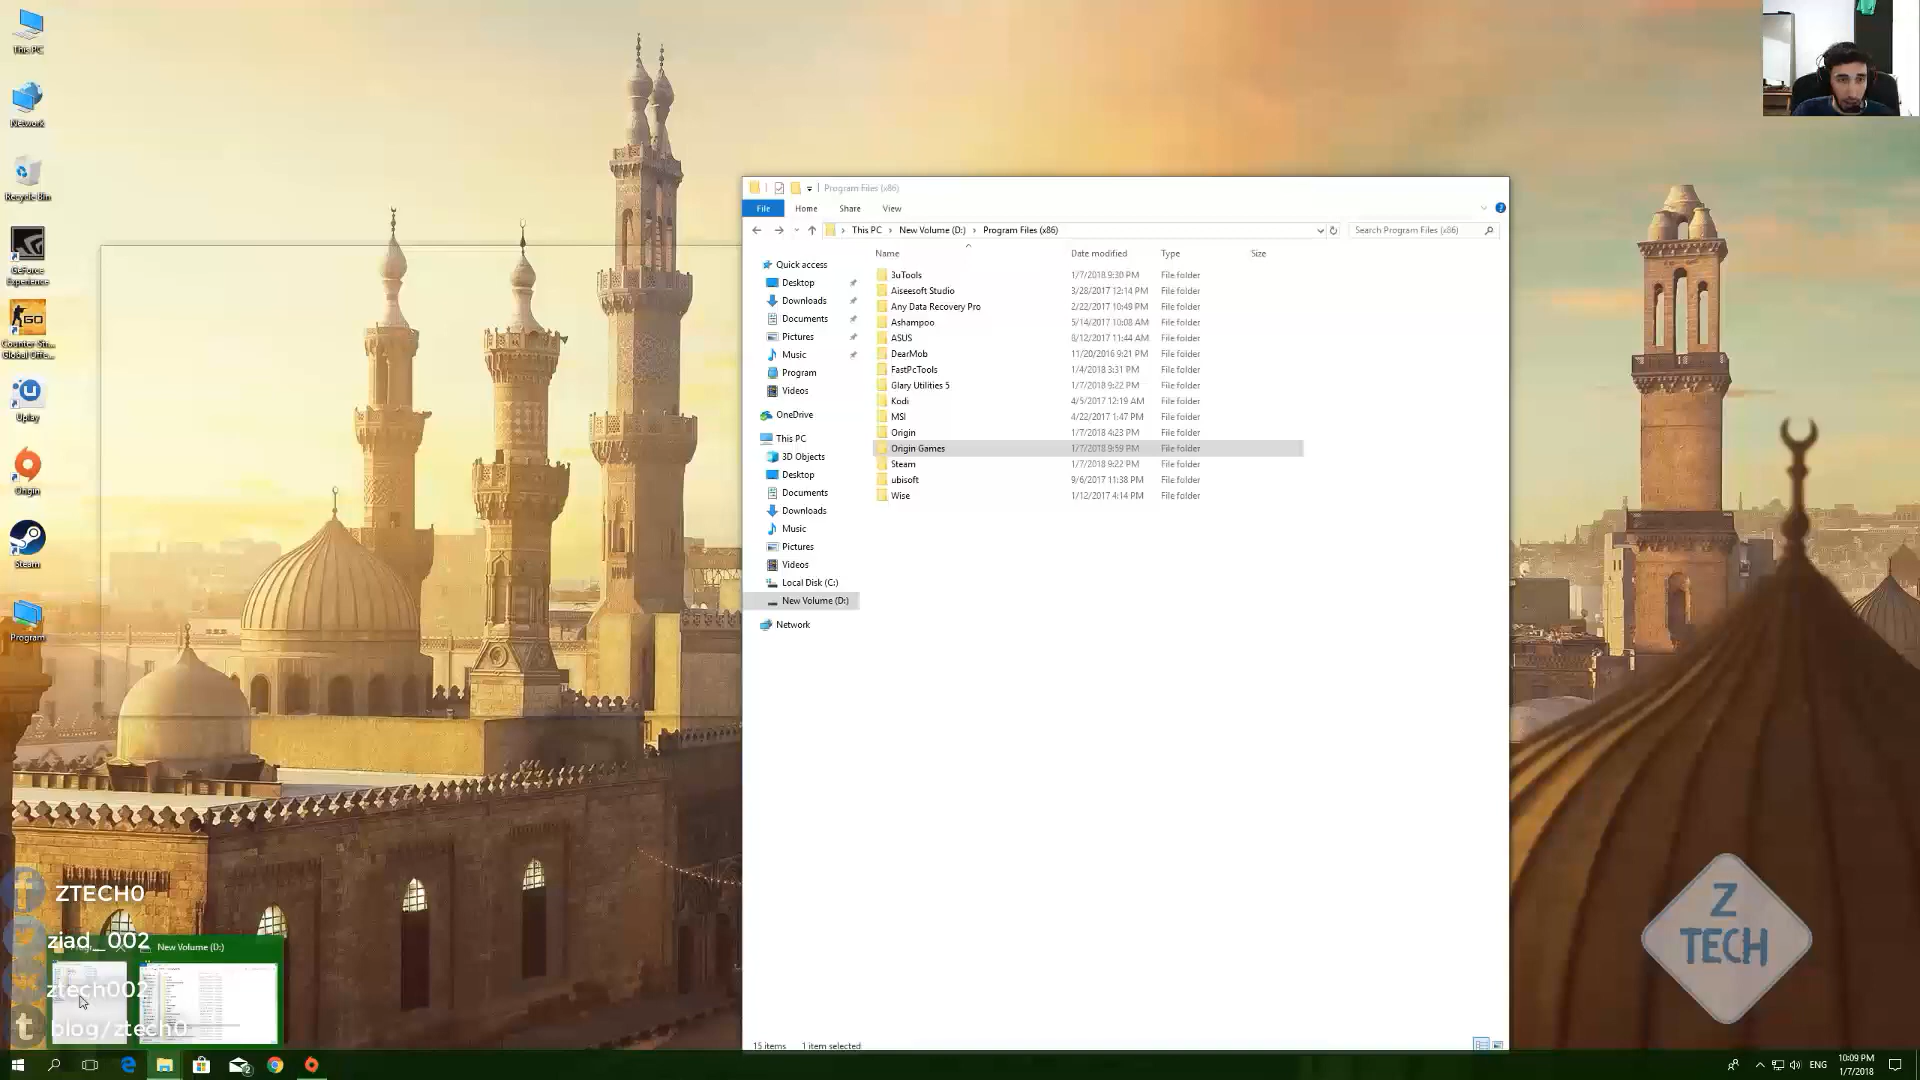 This PC
Network
Recycle Bin
GeForce
Experience
Counter St...
Global Offe...
Uplay
Origin
Steam
Program
Program Files (x86)
File
Home
Share
View
This PC
New Volume (D:)
Program Files (x86)
Search Program Files (x86)
Name
Date modified
Type
Size
Quick access
Desktop
Downloads
Documents
Pictures
Music
Program
Videos
OneDrive
This PC
3D Objects
Desktop
Documents
Downloads
Music
Pictures
Videos
Local Disk (C:)
New Volume (D:)
Network
3uTools 1/7/2018 9:30 PM File folder
Aiseesoft Studio 3/28/2017 12:14 PM File folder
Any Data Recovery Pro 2/22/2017 10:49 PM File folder
Ashampoo 5/14/2017 10:08 AM File folder
ASUS 8/12/2017 11:44 AM File folder
DearMob 11/20/2016 9:21 PM File folder
FastPcTools 1/4/2018 3:31 PM File folder
Glary Utilities 5 1/7/2018 9:22 PM File folder
Kodi 4/5/2017 12:19 AM File folder
MSI 4/22/2017 1:47 PM File folder
Origin 1/7/2018 4:23 PM File folder
Origin Games 1/7/2018 9:59 PM File folder
Steam 1/7/2018 9:22 PM File folder
ubisoft 9/6/2017 11:38 PM File folder
Wise 1/12/2017 4:14 PM File folder
15 items
1 item selected
ZTECH0
ziad_002
New Volume (D:)
ztech002
blog/ztech0
Z
TECH
ENG
10:09 PM
1/7/2018